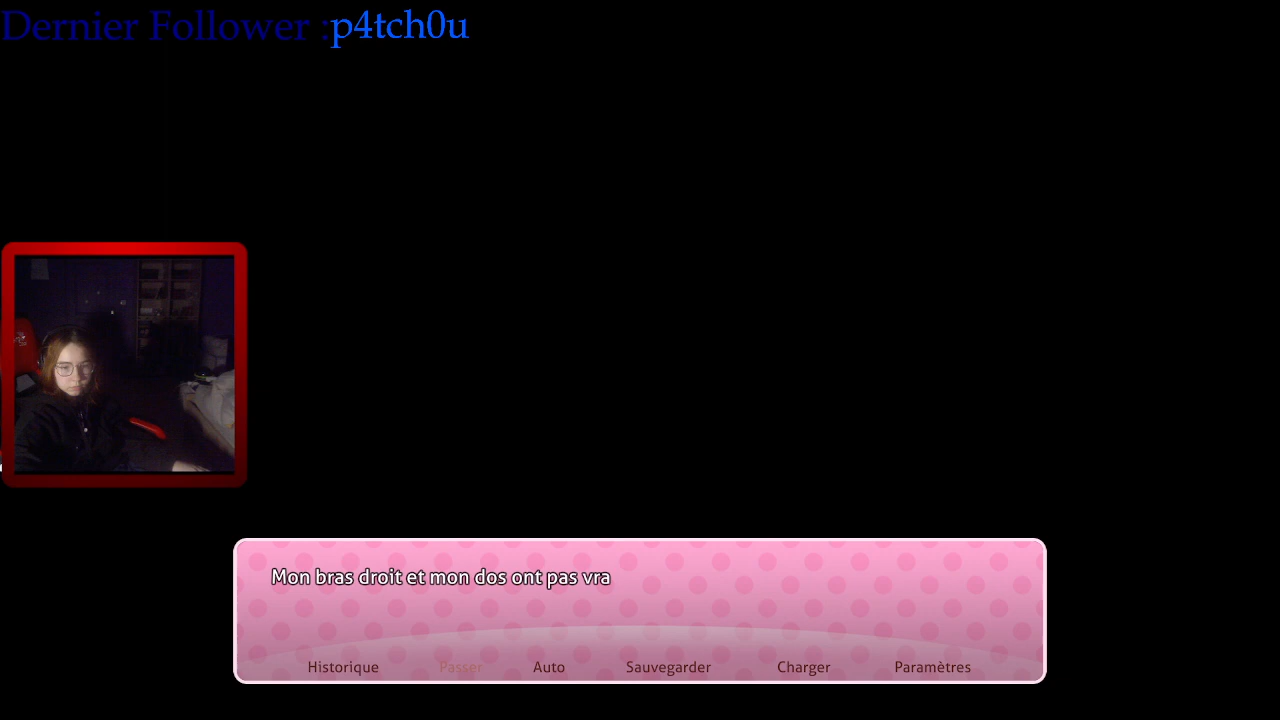 Dernier Follower :p4tch0u
Mon bras droit et mon dos ont pas vra
Historique Passer Auto Sauvegarder Charger Paramètres